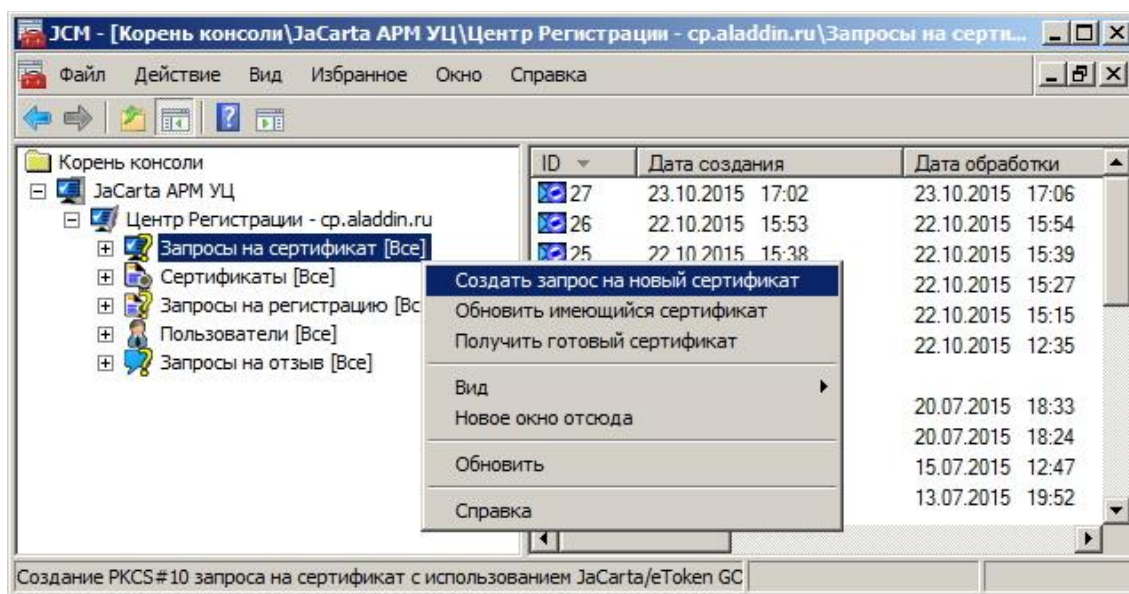 JCM - [Корень консоли\JaCarta АРМ УЦ\Центр Регистрации - cp.aladdin.ru\Запросы на серти...
Файл Действие Вид Избранное Окно Справка
Корень консоли
JaCarta АРМ УЦ
Центр Регистрации - cp.aladdin.ru
Запросы на сертификат [Все]
Сертификаты [Все]
Запросы на регистрацию [Вс
Пользователи [Все]
Запросы на отзыв [Все]
ID Дата создания Дата обработки
27 23.10.2015 17:02 23.10.2015 17:06
26 22.10.2015 15:53 22.10.2015 15:54
25 22.10.2015 15:38 22.10.2015 15:39
22.10.2015 15:27
22.10.2015 15:15
22.10.2015 12:35
20.07.2015 18:33
20.07.2015 18:24
15.07.2015 12:47
13.07.2015 19:52
Создать запрос на новый сертификат
Обновить имеющийся сертификат
Получить готовый сертификат
Вид
Новое окно отсюда
Обновить
Справка
Создание PKCS#10 запроса на сертификат с использованием JaCarta/eToken GO